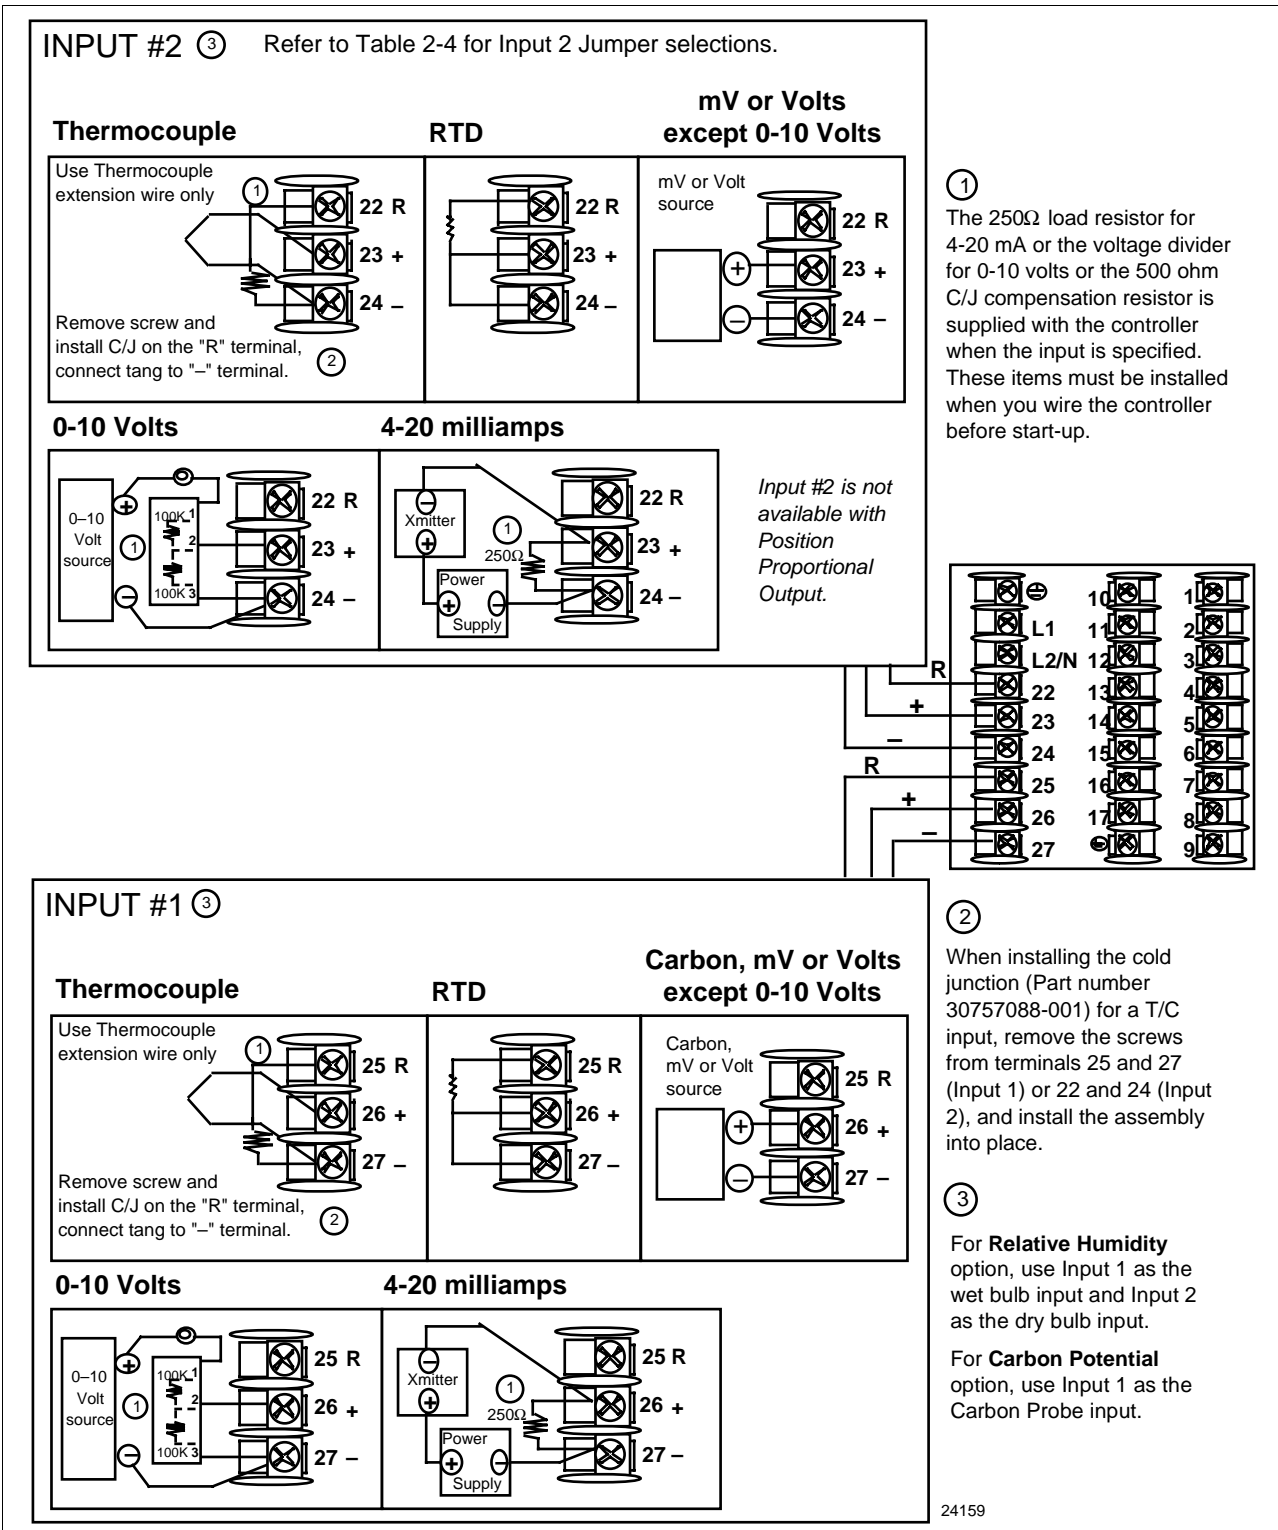 INPUT #2 3 Refer to Table 2-4 for Input 2 Jumper selections.
Thermocouple
RTD
mV or Volts
except 0-10 Volts
Use Thermocouple
extension wire only
1
22 R
23 +
24 –
Remove screw and
install C/J on the "R" terminal,
connect tang to "–" terminal.
2
22 R
23 +
24 –
mV or Volt
source
22 R
+
23 +
–
24 –
0-10 Volts
4-20 milliamps
0–10
Volt
source
+
–
1
100K 1
2
100K 3
22 R
23 +
24 –
–
Xmitter
+
1
250Ω
Power
+ –
Supply
22 R
23 +
24 –
Input #2 is not
available with
Position
Proportional
Output.
1
The 250Ω load resistor for
4-20 mA or the voltage divider
for 0-10 volts or the 500 ohm
C/J compensation resistor is
supplied with the controller
when the input is specified.
These items must be installed
when you wire the controller
before start-up.
R
+
–
R
+
–
L1
L2/N
22
23
24
25
26
27
10
11
12
13
14
15
16
17
1
2
3
4
5
6
7
8
9
INPUT #1 3
Thermocouple
RTD
Carbon, mV or Volts
except 0-10 Volts
Use Thermocouple
extension wire only
1
25 R
26 +
27 –
Remove screw and
install C/J on the "R" terminal,
connect tang to "–" terminal.
2
25 R
26 +
27 –
Carbon,
mV or Volt
source
25 R
+
26 +
–
27 –
0-10 Volts
4-20 milliamps
0–10
Volt
source
+
–
1
100K 1
2
100K 3
25 R
26 +
27 –
–
Xmitter
+
1
250Ω
Power
+ –
Supply
25 R
26 +
27 –
2
When installing the cold
junction (Part number
30757088-001) for a T/C
input, remove the screws
from terminals 25 and 27
(Input 1) or 22 and 24 (Input
2), and install the assembly
into place.
3
For Relative Humidity
option, use Input 1 as the
wet bulb input and Input 2
as the dry bulb input.
For Carbon Potential
option, use Input 1 as the
Carbon Probe input.
24159